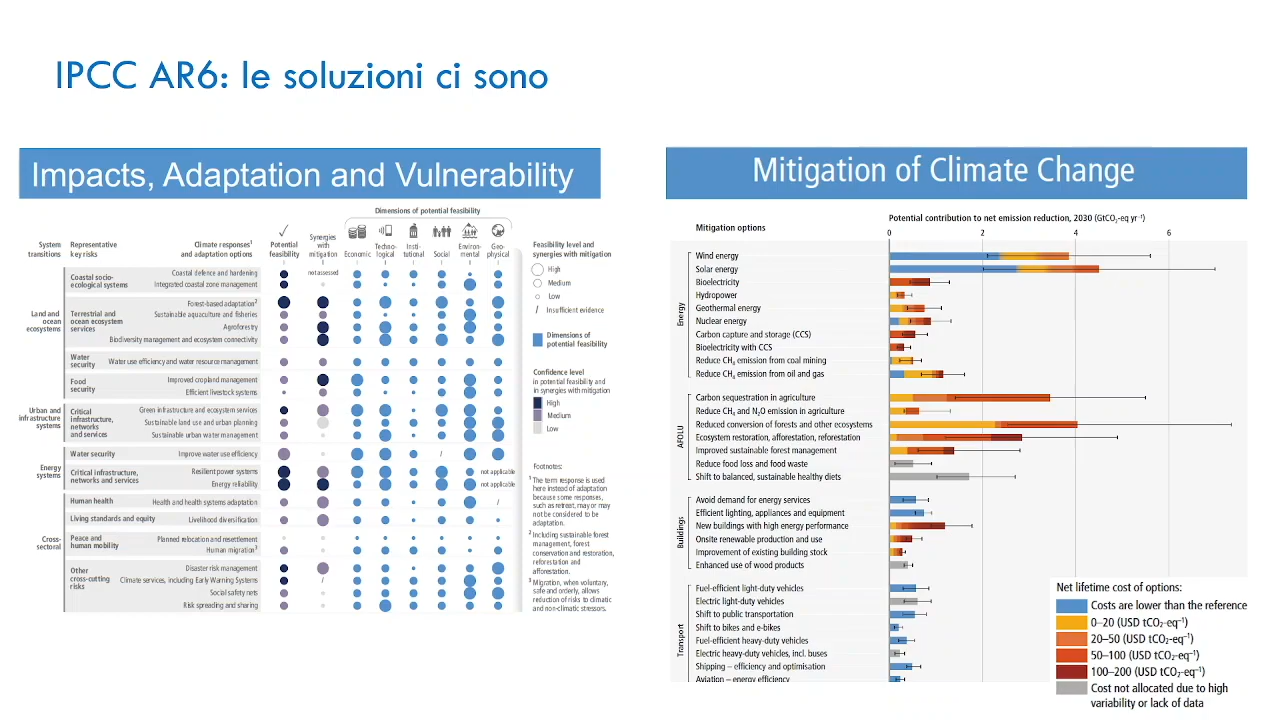 IPCC AR6: le soluzioni ci sono
Impacts, Adaptation and Vulnerability
Dimensions of potential feasibility
System transitions
Representative key risks
Climate responses¹ and adaptation options
Potential feasibility
Synergies with mitigation
Economic
Techno-logical
Insti-tutional
Social
Environ-mental
Geo-physical
Land and ocean ecosystems
Coastal socio-ecological systems
Coastal defence and hardening
not assessed
Integrated coastal zone management
Terrestrial and ocean ecosystem services
Forest-based adaptation²
Sustainable aquaculture and fisheries
Agroforestry
Biodiversity management and ecosystem connectivity
Water security
Water use efficiency and water resource management
Food security
Improved cropland management
Efficient livestock systems
Urban and infrastructure systems
Critical infrastructure, networks and services
Green infrastructure and ecosystem services
Sustainable land use and urban planning
Sustainable urban water management
Water security
Improve water use efficiency
/
Energy systems
Critical infrastructure, networks and services
Resilient power systems
not applicable
Energy reliability
not applicable
Cross-sectoral
Human health
Health and health systems adaptation
/
Living standards and equity
Livelihood diversification
Peace and human mobility
Planned relocation and resettlement
Human migration³
Other cross-cutting risks
Disaster risk management
Climate services, including Early Warning Systems
/
Social safety nets
Risk spreading and sharing
Feasibility level and
synergies with mitigation
High
Medium
Low
/ Insufficient evidence
Dimensions of
potential feasibility
Confidence level
in potential feasibility and
in synergies with mitigation
High
Medium
Low
Footnotes:
¹ The term response is used
here instead of adaptation
because some responses,
such as retreat, may or may
not be considered to be
adaptation.
² Including sustainable forest
management, forest
conservation and restoration,
reforestation and
afforestation.
³ Migration, when voluntary,
safe and orderly, allows
reduction of risks to climatic
and non-climatic stressors.
Mitigation of Climate Change
Potential contribution to net emission reduction, 2030 (GtCO₂-eq yr⁻¹)
Mitigation options
0 2 4 6
Energy
Wind energy
Solar energy
Bioelectricity
Hydropower
Geothermal energy
Nuclear energy
Carbon capture and storage (CCS)
Bioelectricity with CCS
Reduce CH₄ emission from coal mining
Reduce CH₄ emission from oil and gas
AFOLU
Carbon sequestration in agriculture
Reduce CH₄ and N₂O emission in agriculture
Reduced conversion of forests and other ecosystems
Ecosystem restoration, afforestation, reforestation
Improved sustainable forest management
Reduce food loss and food waste
Shift to balanced, sustainable healthy diets
Buildings
Avoid demand for energy services
Efficient lighting, appliances and equipment
New buildings with high energy performance
Onsite renewable production and use
Improvement of existing building stock
Enhanced use of wood products
Transport
Fuel-efficient light-duty vehicles
Electric light-duty vehicles
Shift to public transportation
Shift to bikes and e-bikes
Fuel-efficient heavy-duty vehicles
Electric heavy-duty vehicles, incl. buses
Shipping – efficiency and optimisation
Aviation – energy efficiency
Net lifetime cost of options:
Costs are lower than the reference
0–20 (USD tCO₂-eq⁻¹)
20–50 (USD tCO₂-eq⁻¹)
50–100 (USD tCO₂-eq⁻¹)
100–200 (USD tCO₂-eq⁻¹)
Cost not allocated due to high
variability or lack of data